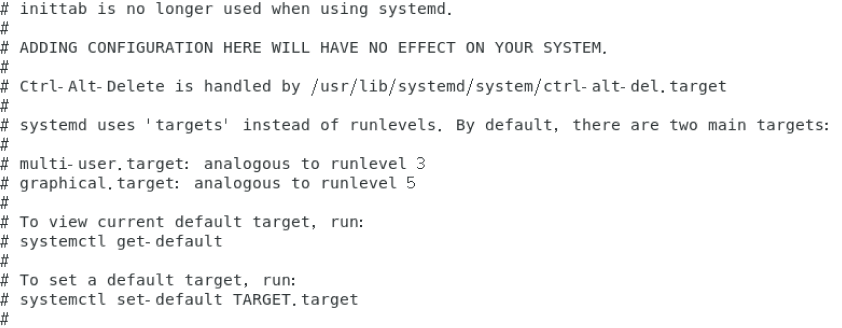 # inittab is no longer used when using systemd.
#
# ADDING CONFIGURATION HERE WILL HAVE NO EFFECT ON YOUR SYSTEM.
#
# Ctrl-Alt-Delete is handled by /usr/lib/systemd/system/ctrl-alt-del.target
#
# systemd uses 'targets' instead of runlevels. By default, there are two main targets:
#
# multi-user.target: analogous to runlevel 3
# graphical.target: analogous to runlevel 5
#
# To view current default target, run:
# systemctl get-default
#
# To set a default target, run:
# systemctl set-default TARGET.target
#